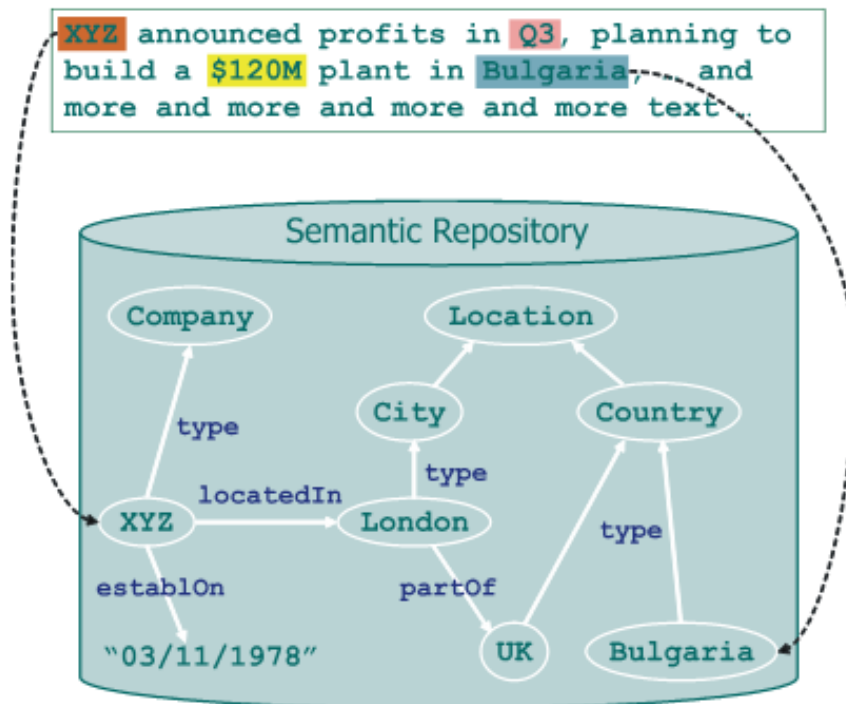 XYZ announced profits in Q3, planning to
build a $120M plant in Bulgaria, … and
more and more and more and more text …
Semantic Repository
Company
Location
City
Country
type
type
locatedIn
XYZ
London
type
establOn
partOf
"03/11/1978"
UK
Bulgaria